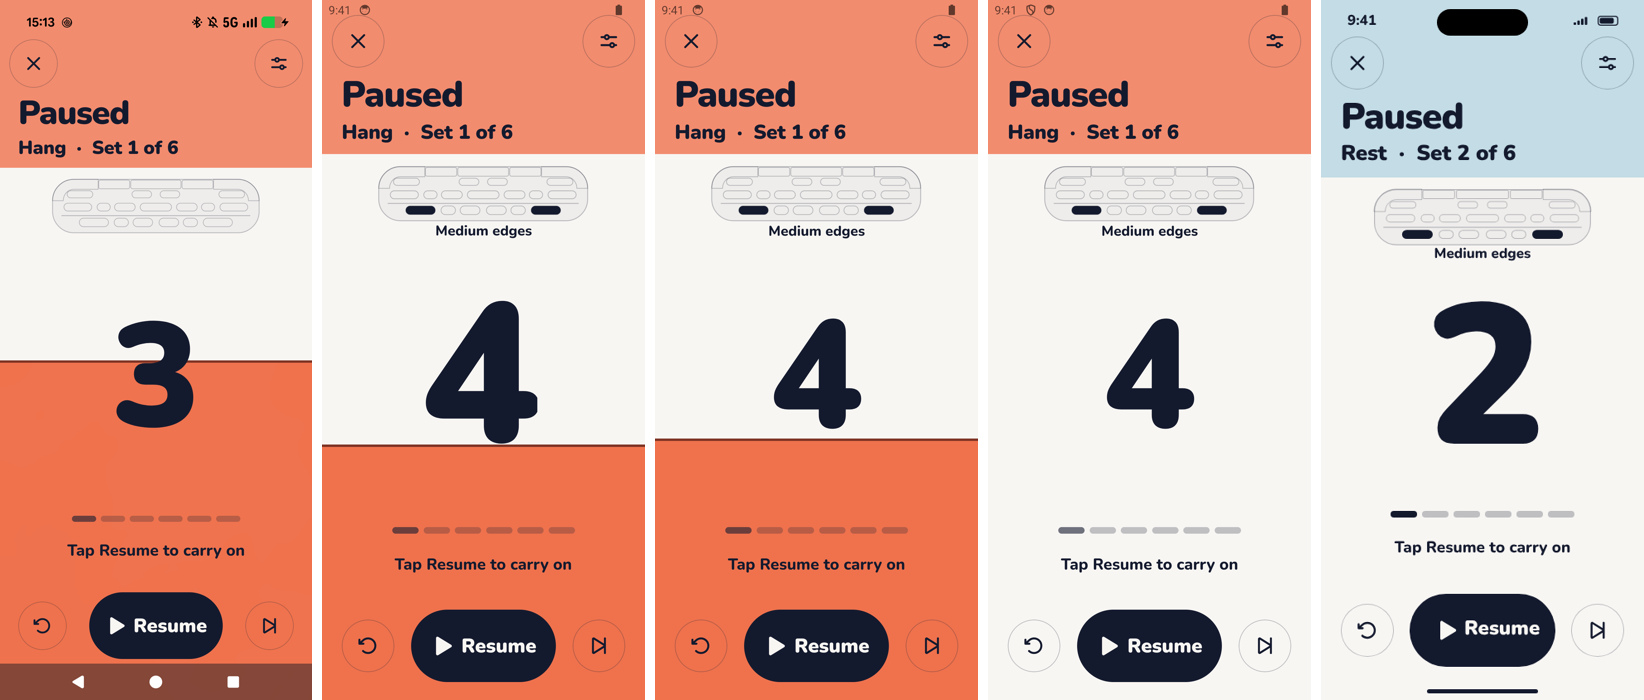 15:13 5G
Paused
Hang · Set 1 of 6
3
Tap Resume to carry on
Resume
9:41
Paused
Hang · Set 1 of 6
Medium edges
4
Tap Resume to carry on
Resume
9:41
Paused
Hang · Set 1 of 6
Medium edges
4
Tap Resume to carry on
Resume
9:41
Paused
Hang · Set 1 of 6
Medium edges
4
Tap Resume to carry on
Resume
9:41
Paused
Rest · Set 2 of 6
Medium edges
2
Tap Resume to carry on
Resume